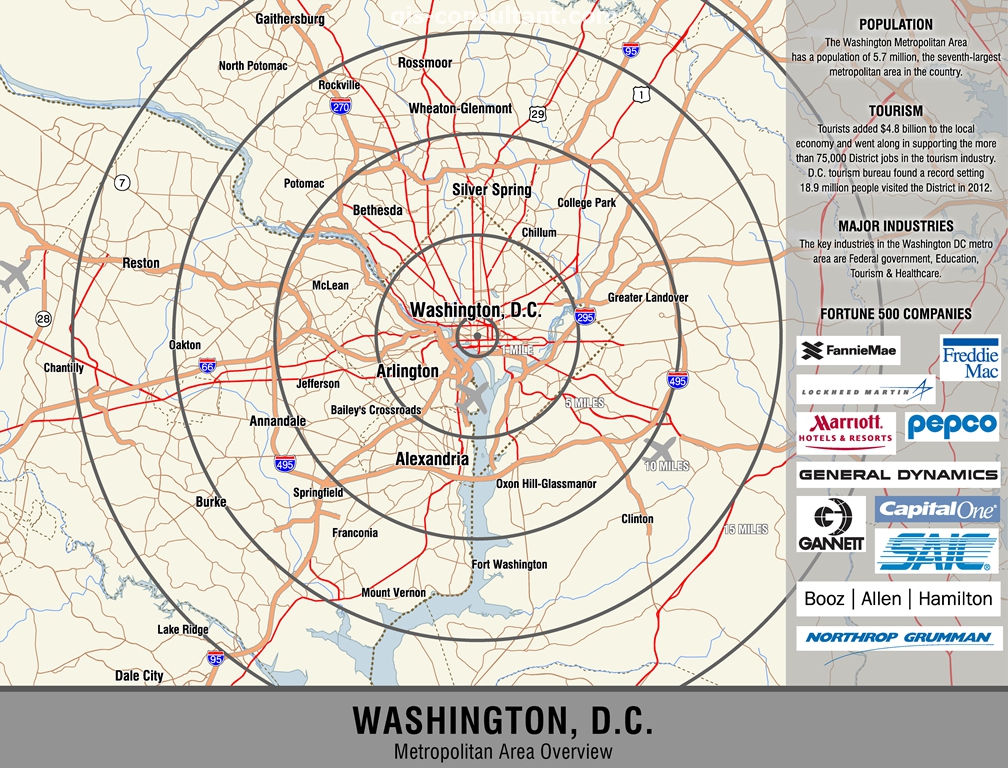 gis-consultant.com
Gaithersburg
95
North Potomac
Rossmoor
Rockville
270
1
Wheaton-Glenmont
29
7
Potomac
Silver Spring
Bethesda
College Park
Chillum
Reston
McLean
Greater Landover
Washington, D.C.
295
28
Oakton
1 MILE
66
Chantilly
Arlington
495
Jefferson
5 MILES
Bailey's Crossroads
Annandale
Alexandria
495
10 MILES
Oxon Hill-Glassmanor
Springfield
Burke
Clinton
15 MILES
Franconia
Fort Washington
Mount Vernon
Lake Ridge
95
Dale City
POPULATION
The Washington Metropolitan Area
has a population of 5.7 million, the seventh-largest
metropolitan area in the country.
TOURISM
Tourists added $4.8 billion to the local
economy and went along in supporting the more
than 75,000 District jobs in the tourism industry.
D.C. tourism bureau found a record setting
18.9 million people visited the District in 2012.
MAJOR INDUSTRIES
The key industries in the Washington DC metro
area are Federal government, Education,
Tourism & Healthcare.
FORTUNE 500 COMPANIES
FannieMae
Freddie
Mac
LOCKHEED MARTIN
Marriott
HOTELS & RESORTS
pepco
GENERAL DYNAMICS
GANNETT
CapitalOne
SAIC
Booz | Allen | Hamilton
NORTHROP GRUMMAN
WASHINGTON, D.C.
Metropolitan Area Overview